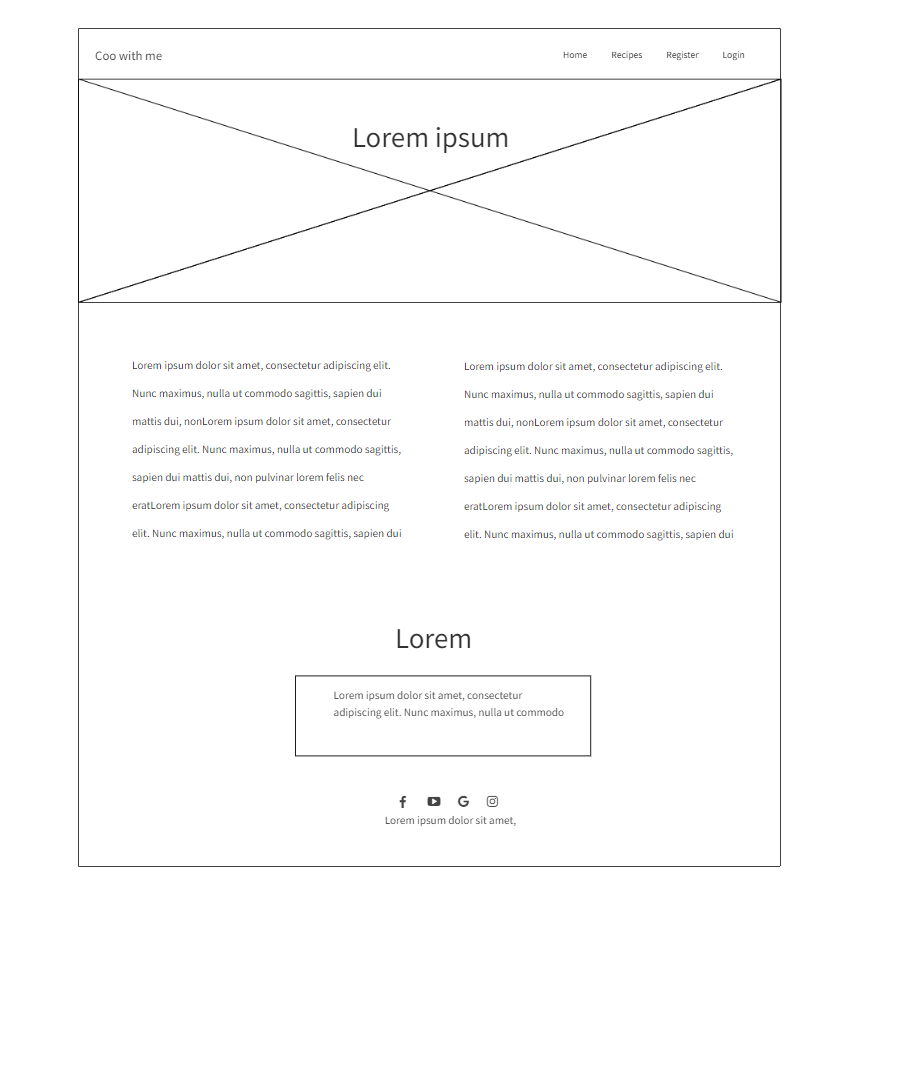 Coo with me
Home Recipes Register Login
Lorem ipsum
Lorem ipsum dolor sit amet, consectetur adipiscing elit.
Nunc maximus, nulla ut commodo sagittis, sapien dui
mattis dui, nonLorem ipsum dolor sit amet, consectetur
adipiscing elit. Nunc maximus, nulla ut commodo sagittis,
sapien dui mattis dui, non pulvinar lorem felis nec
eratLorem ipsum dolor sit amet, consectetur adipiscing
elit. Nunc maximus, nulla ut commodo sagittis, sapien dui
Lorem ipsum dolor sit amet, consectetur adipiscing elit.
Nunc maximus, nulla ut commodo sagittis, sapien dui
mattis dui, nonLorem ipsum dolor sit amet, consectetur
adipiscing elit. Nunc maximus, nulla ut commodo sagittis,
sapien dui mattis dui, non pulvinar lorem felis nec
eratLorem ipsum dolor sit amet, consectetur adipiscing
elit. Nunc maximus, nulla ut commodo sagittis, sapien dui
Lorem
Lorem ipsum dolor sit amet, consectetur
adipiscing elit. Nunc maximus, nulla ut commodo
Lorem ipsum dolor sit amet,